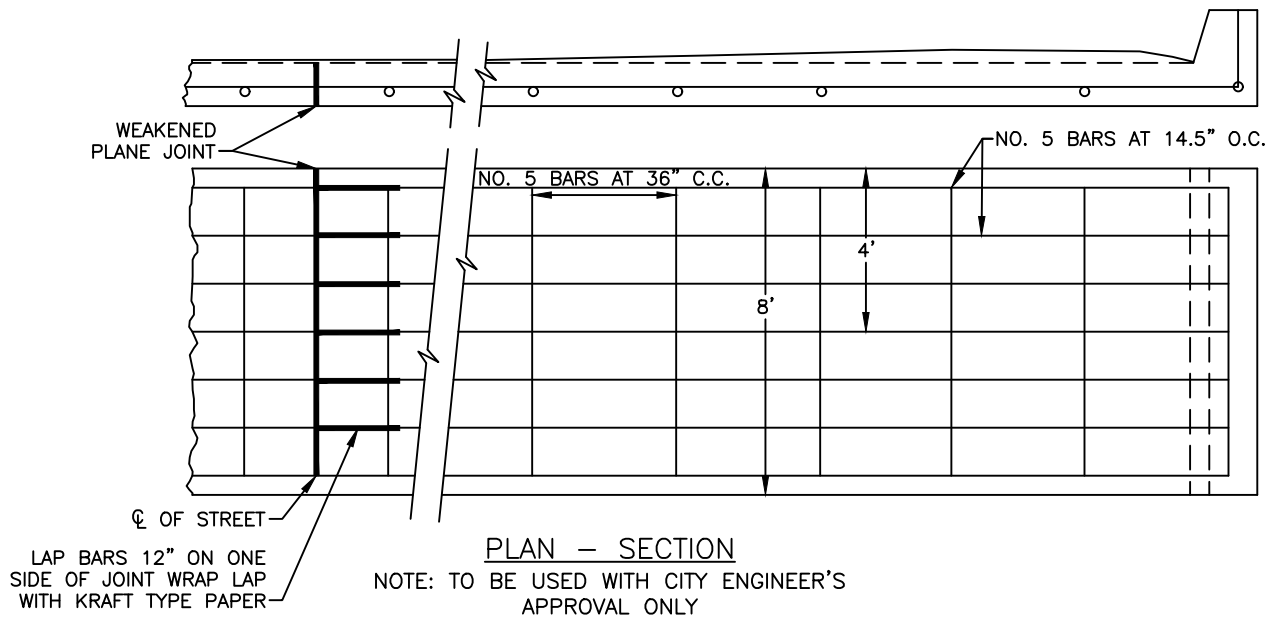 WEAKENED
PLANE JOINT
NO. 5 BARS AT 14.5" O.C.
NO. 5 BARS AT 36" C.C.
4'
8'
℄ OF STREET
LAP BARS 12" ON ONE
SIDE OF JOINT WRAP LAP
WITH KRAFT TYPE PAPER
PLAN – SECTION
NOTE: TO BE USED WITH CITY ENGINEER'S
APPROVAL ONLY